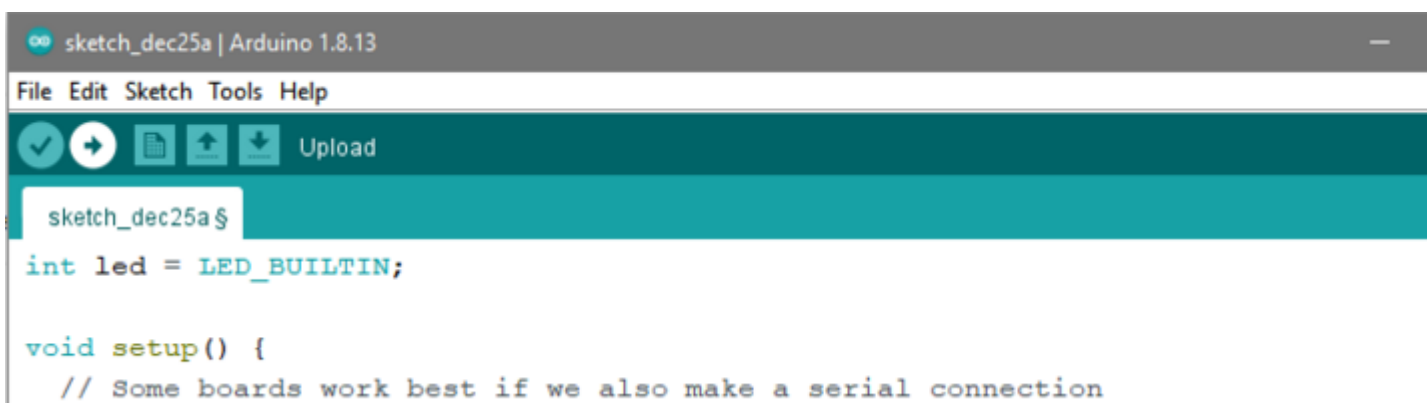 sketch_dec25a | Arduino 1.8.13
File Edit Sketch Tools Help
Upload
sketch_dec25a §
int led = LED_BUILTIN;
void setup() {
// Some boards work best if we also make a serial connection